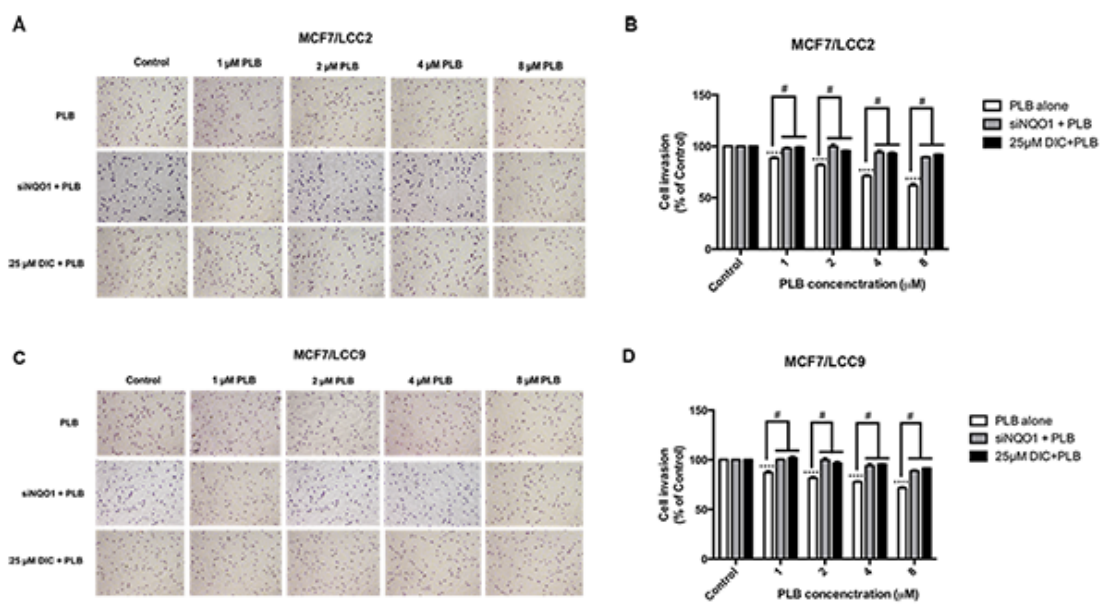 A
MCF7/LCC2
Control 1 µM PLB 2 µM PLB 4 µM PLB 8 µM PLB
PLB
siNQO1 + PLB
25 µM DIC + PLB
B
MCF7/LCC2
Cell invasion
(% of Control)
150
100
50
0
# # # #
**** **** **** ****
Control 1 2 4 8
PLB concenctration (µM)
PLB alone
siNQO1 + PLB
25µM DIC+PLB
C
MCF7/LCC9
Control 1 µM PLB 2 µM PLB 4 µM PLB 8 µM PLB
PLB
siNQO1 + PLB
25 µM DIC + PLB
D
MCF7/LCC9
Cell invasion
(% of Control)
150
100
50
0
# # # #
**** **** **** ****
Control 1 2 4 8
PLB concenctration (µM)
PLB alone
siNQO1 + PLB
25µM DIC+PLB